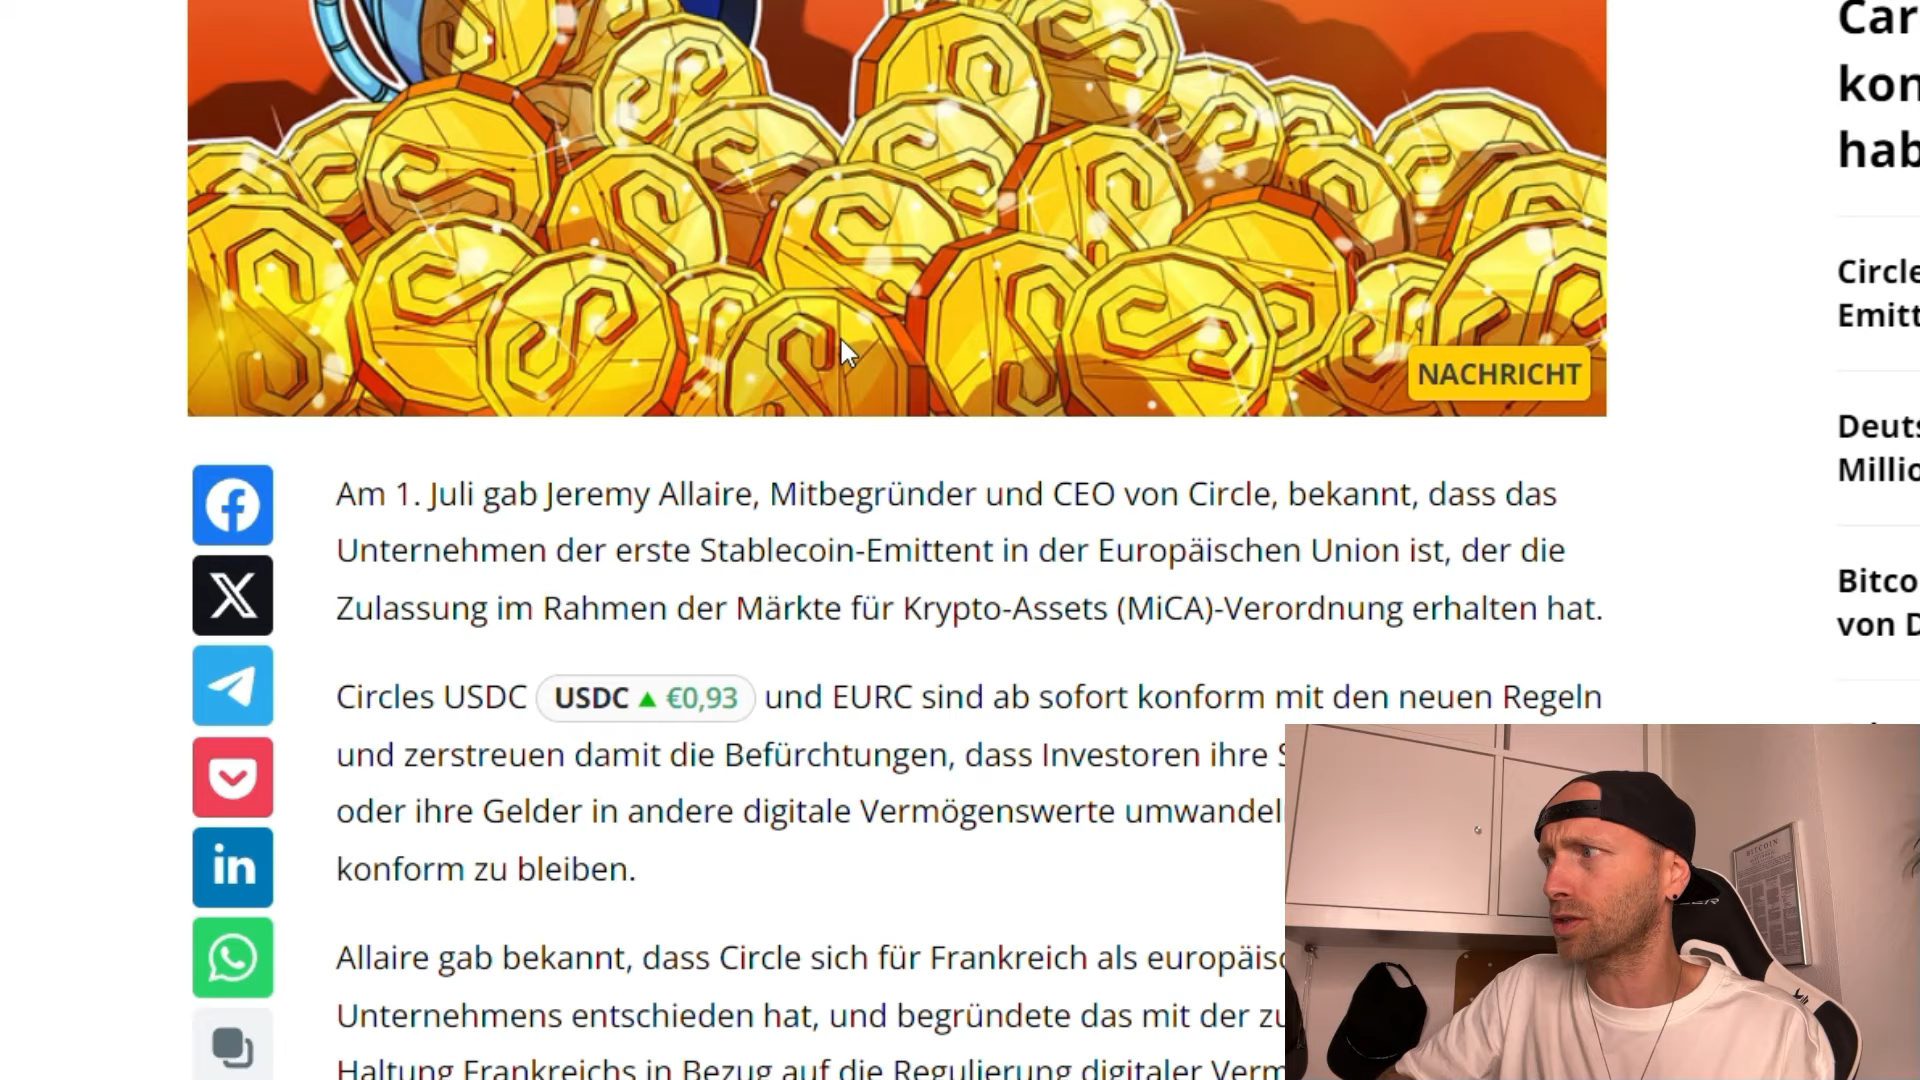 Car
kon
hab
Circle
Emitt
Deuts
Millio
Bitco
von D
NACHRICHT
Am 1. Juli gab Jeremy Allaire, Mitbegründer und CEO von Circle, bekannt, dass das
Unternehmen der erste Stablecoin-Emittent in der Europäischen Union ist, der die
Zulassung im Rahmen der Märkte für Krypto-Assets (MiCA)-Verordnung erhalten hat.
Circles USDC USDC ▲ €0,93 und EURC sind ab sofort konform mit den neuen Regeln
und zerstreuen damit die Befürchtungen, dass Investoren ihre
oder ihre Gelder in andere digitale Vermögenswerte umwandel
konform zu bleiben.
Allaire gab bekannt, dass Circle sich für Frankreich als europäisc
Unternehmens entschieden hat, und begründete das mit der zu
Haltung Frankreichs in Bezug auf die Regulierung digitaler Verm
in
BITCOIN